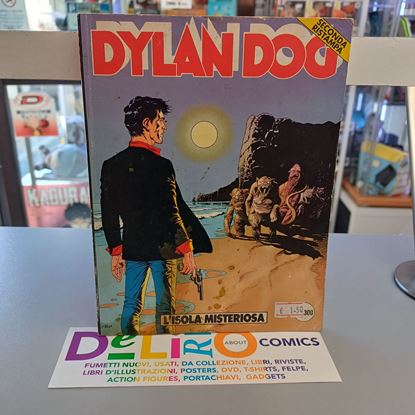 DYLAN DOG
SECONDA
RISTAMPA
L'ISOLA MISTERIOSA
DELIRO ABOUT COMICS
FUMETTI NUOVI, USATI, DA COLLEZIONE, LIBRI, RIVISTE,
LIBRI D'ILLUSTRAZIONI, POSTERS, DVD, T-SHIRTS, FELPE,
ACTION FIGURES, PORTACHIAVI, GADGETS